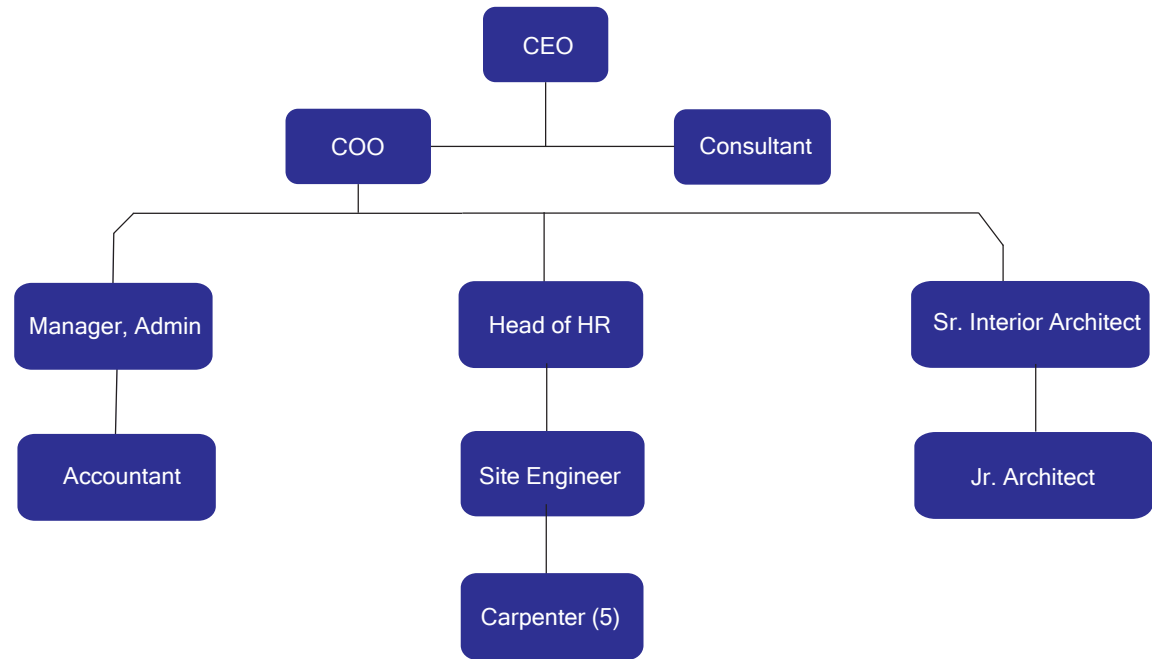 CEO
COO
Consultant
Manager, Admin
Head of HR
Sr. Interior Architect
Accountant
Site Engineer
Jr. Architect
Carpenter (5)